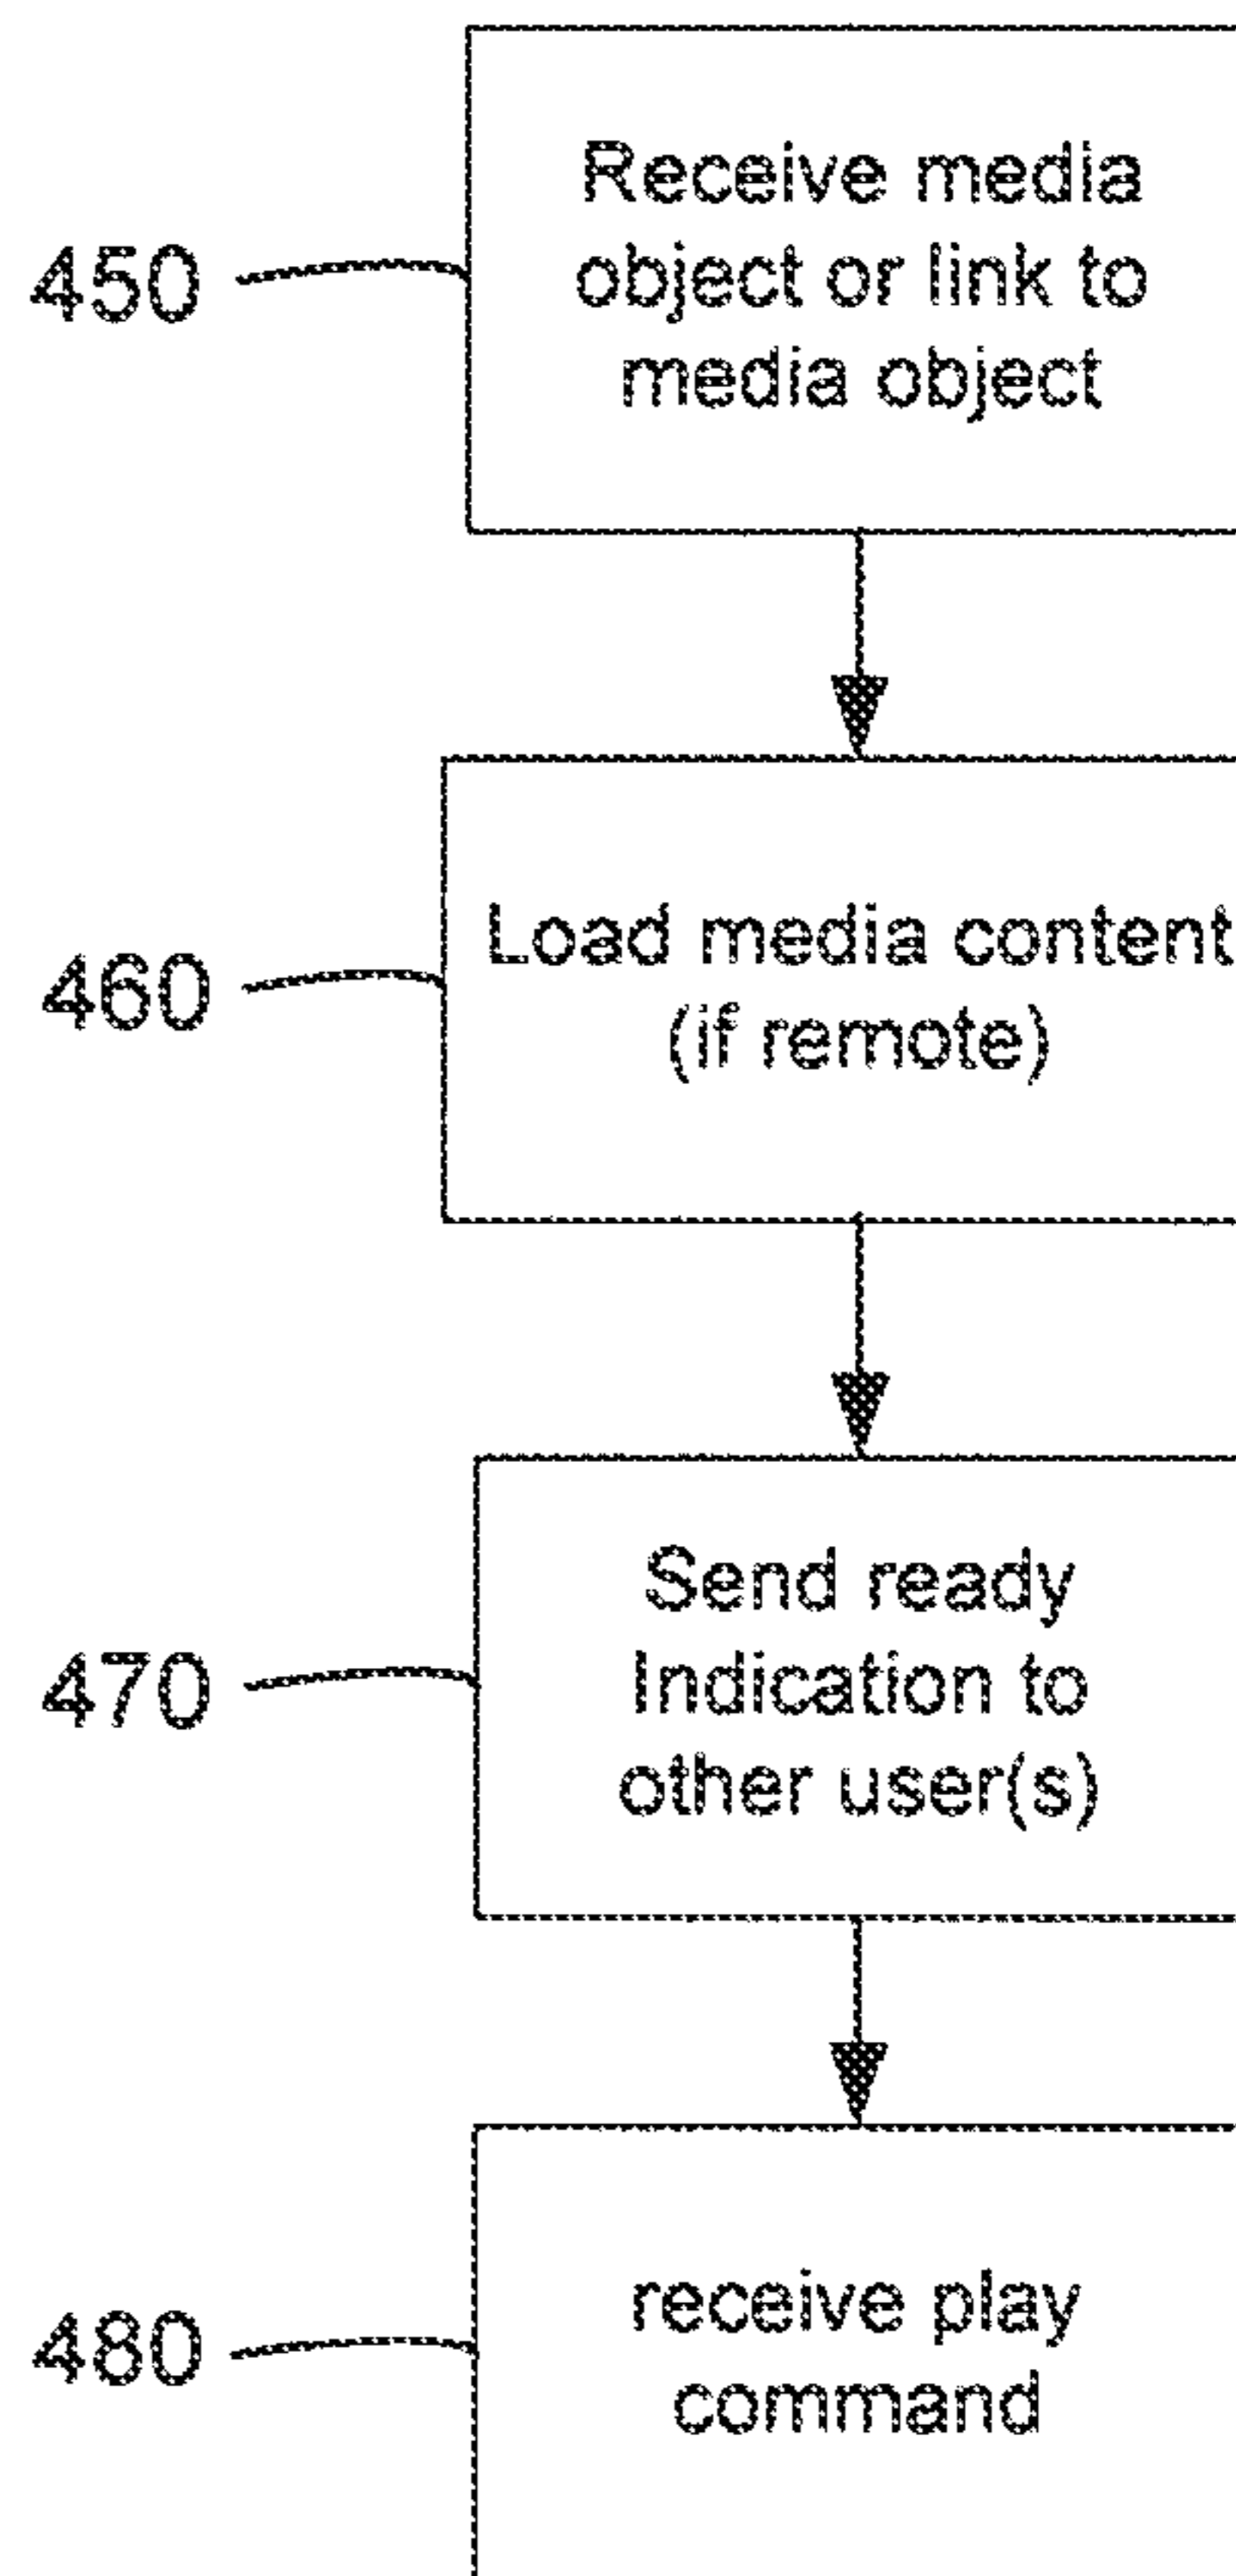 450
Receive media
object or link to
media object
460
Load media content
(if remote)
470
Send ready
Indication to
other user(s)
480
receive play
command